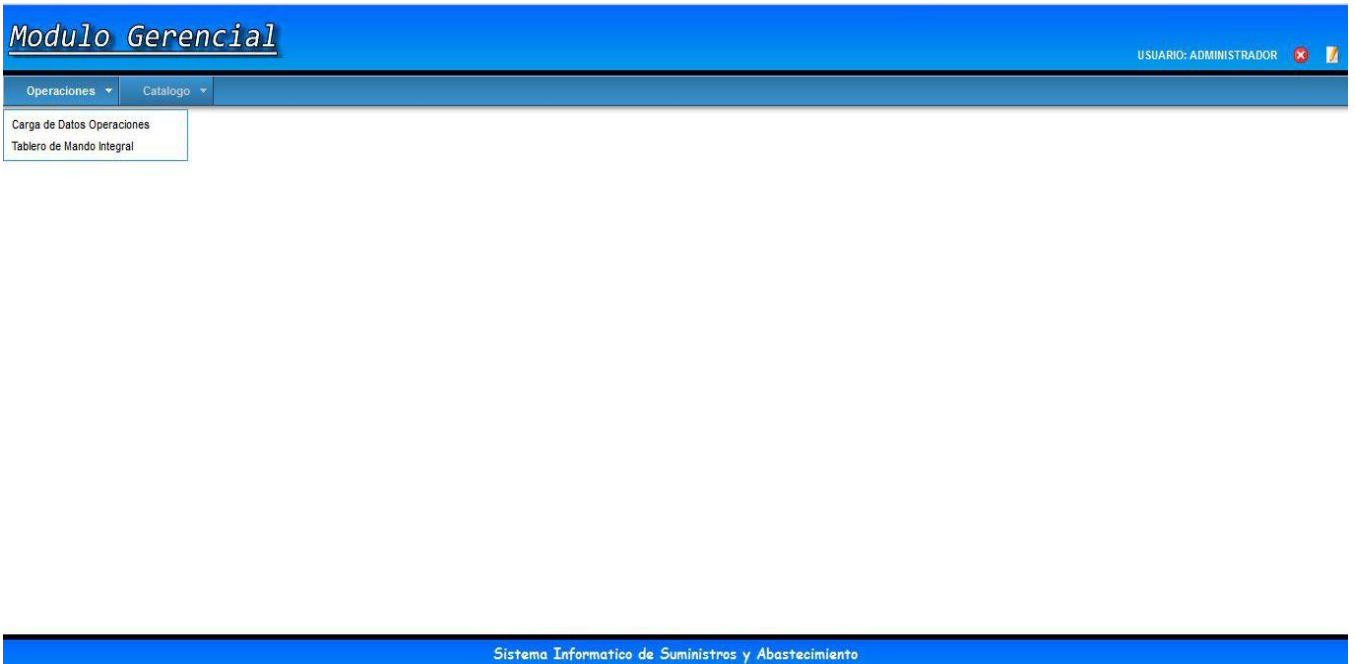 Modulo Gerencial
USUARIO: ADMINISTRADOR
Operaciones Catalogo
Carga de Datos Operaciones
Tablero de Mando Integral
Sistema Informatico de Suministros y Abastecimiento